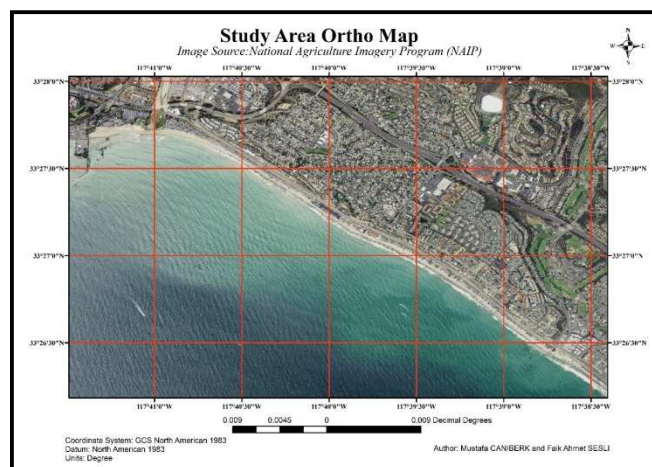 Study Area Ortho Map
Image Source:National Agriculture Imagery Program (NAIP)
N
W E
S
117°41'0"W 117°40'30"W 117°40'0"W 117°39'30"W 117°39'0"W 117°38'30"W
33°28'0"N 33°28'0"N
33°27'30"N 33°27'30"N
33°27'0"N 33°27'0"N
33°26'30"N 33°26'30"N
117°41'0"W 117°40'30"W 117°40'0"W 117°39'30"W 117°39'0"W 117°38'30"W
0.009 0.0045 0 0.009 Decimal Degrees
Coordinate System: GCS North American 1983
Datum: North American 1983
Units: Degree
Author: Mustafa CANIBERK and Faik Ahmet SESLI